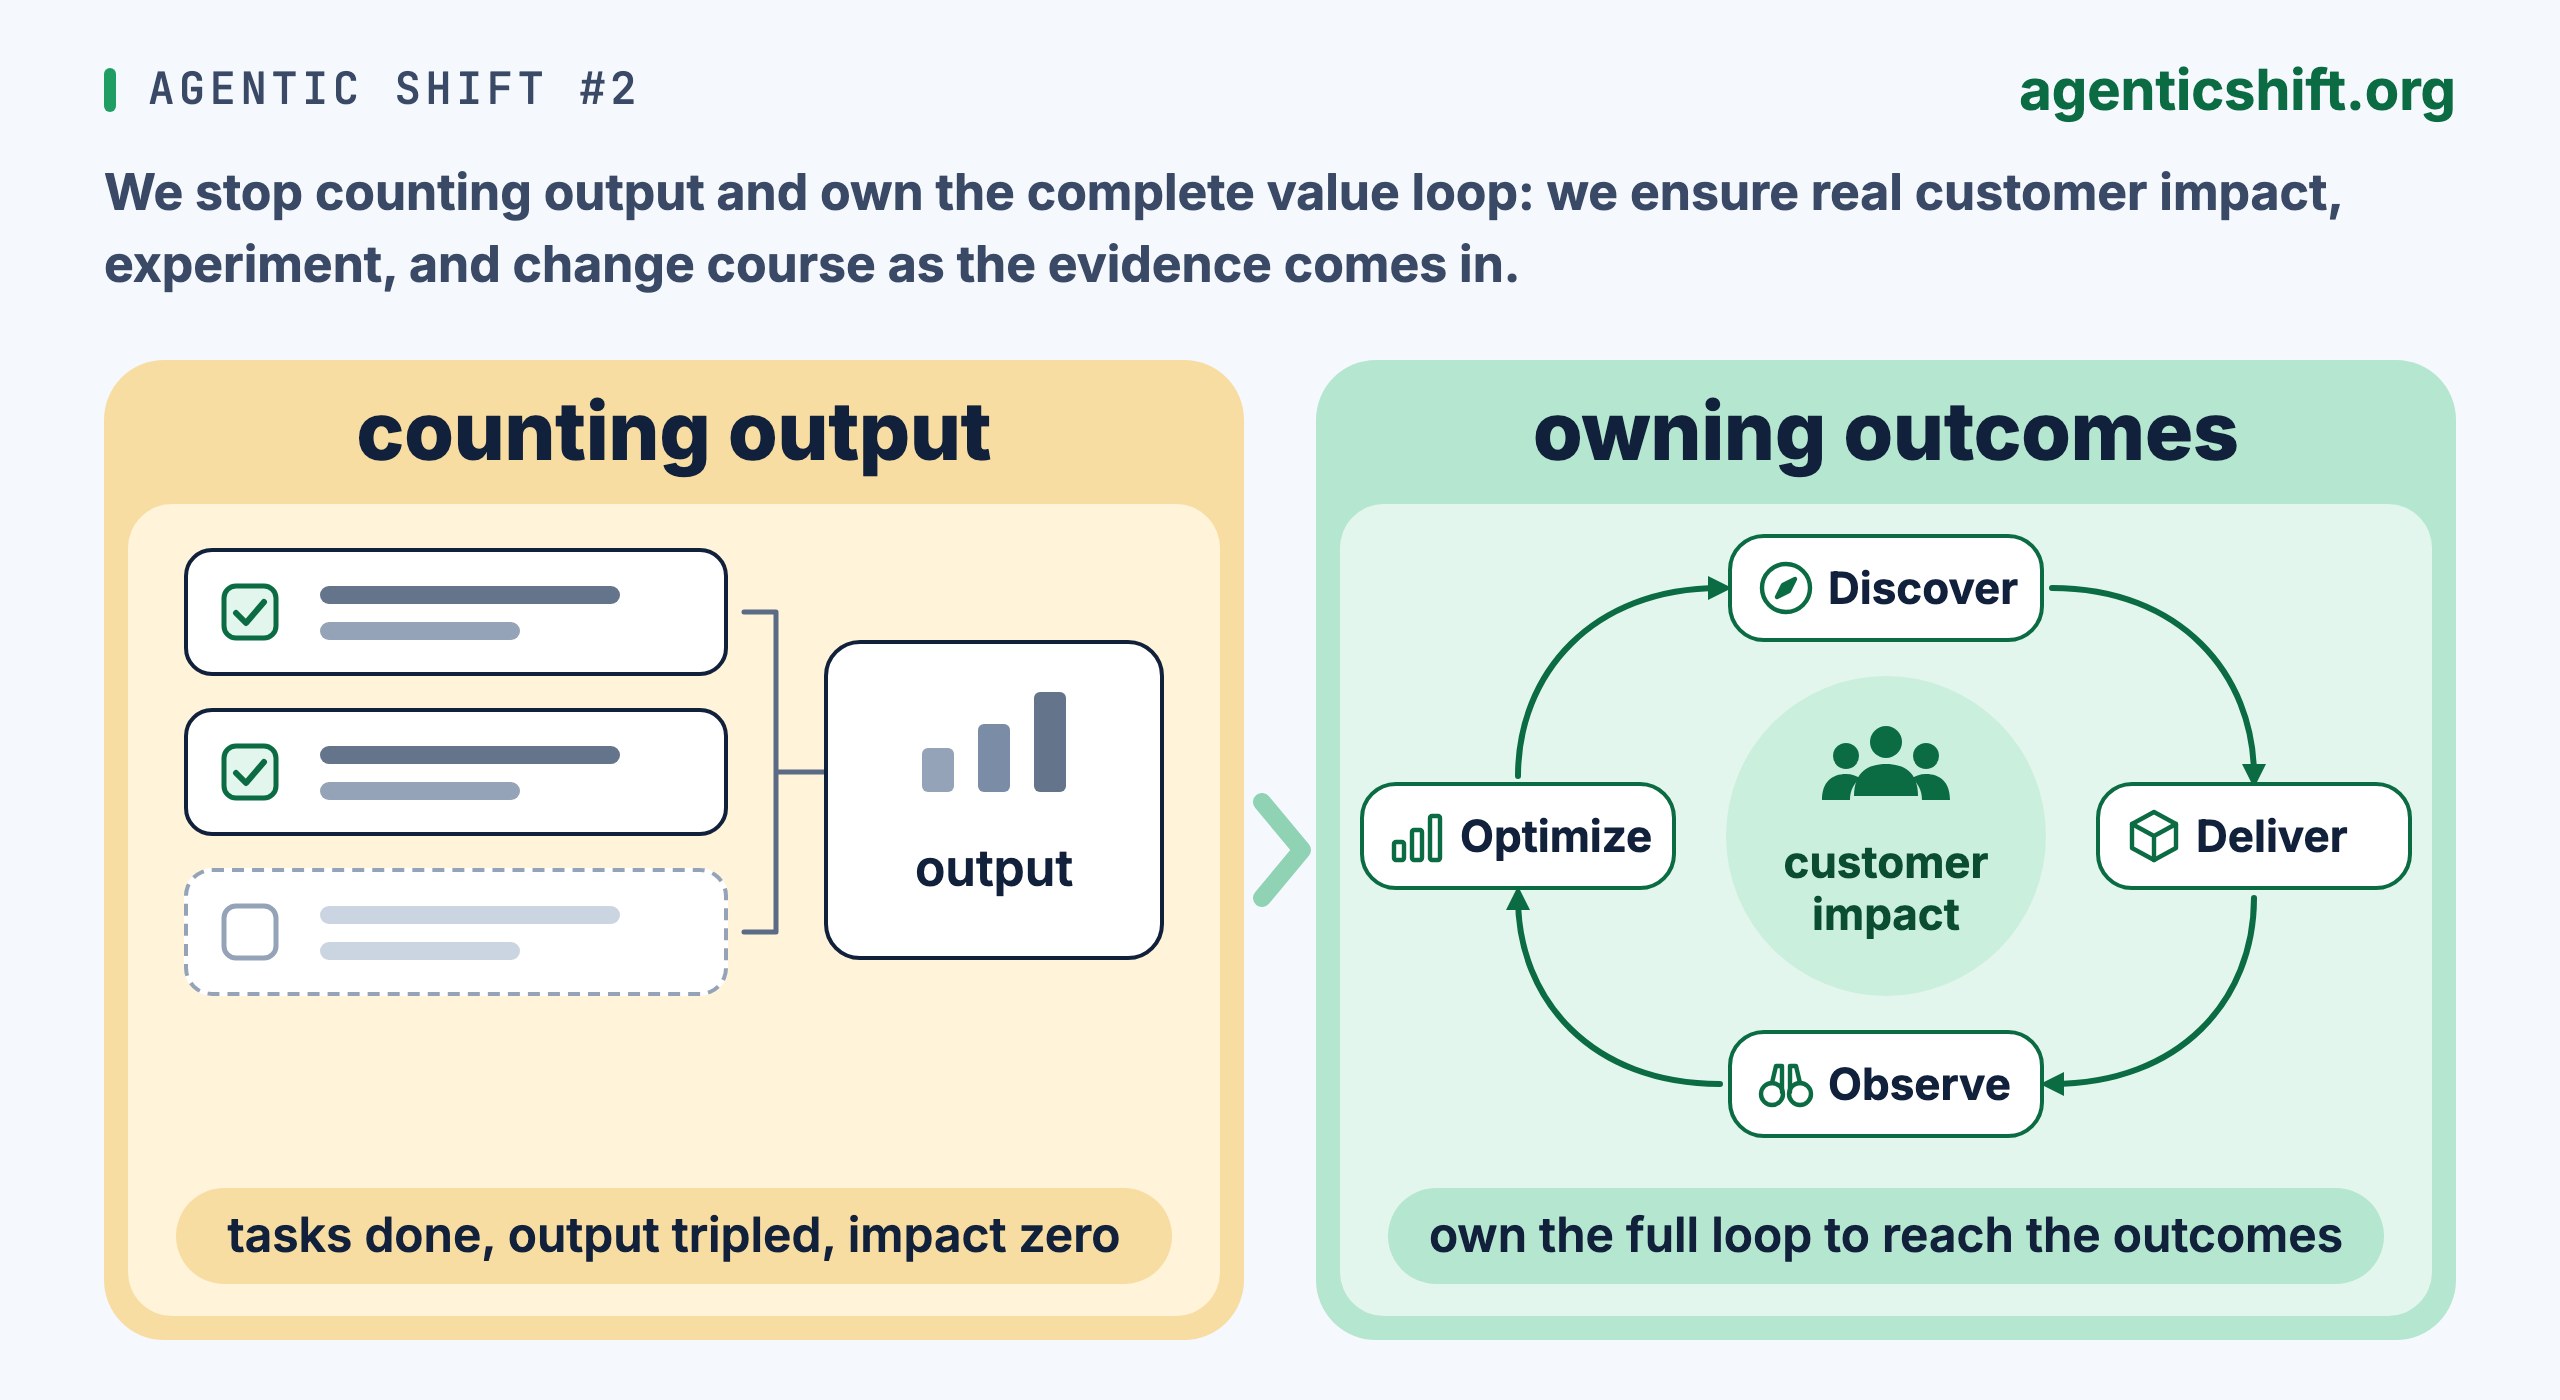 AGENTIC SHIFT #2
agenticshift.org
We stop counting output and own the complete value loop: we ensure real customer impact,
experiment, and change course as the evidence comes in.
counting output
output
tasks done, output tripled, impact zero
owning outcomes
Discover
Optimize
customer
impact
Deliver
Observe
own the full loop to reach the outcomes